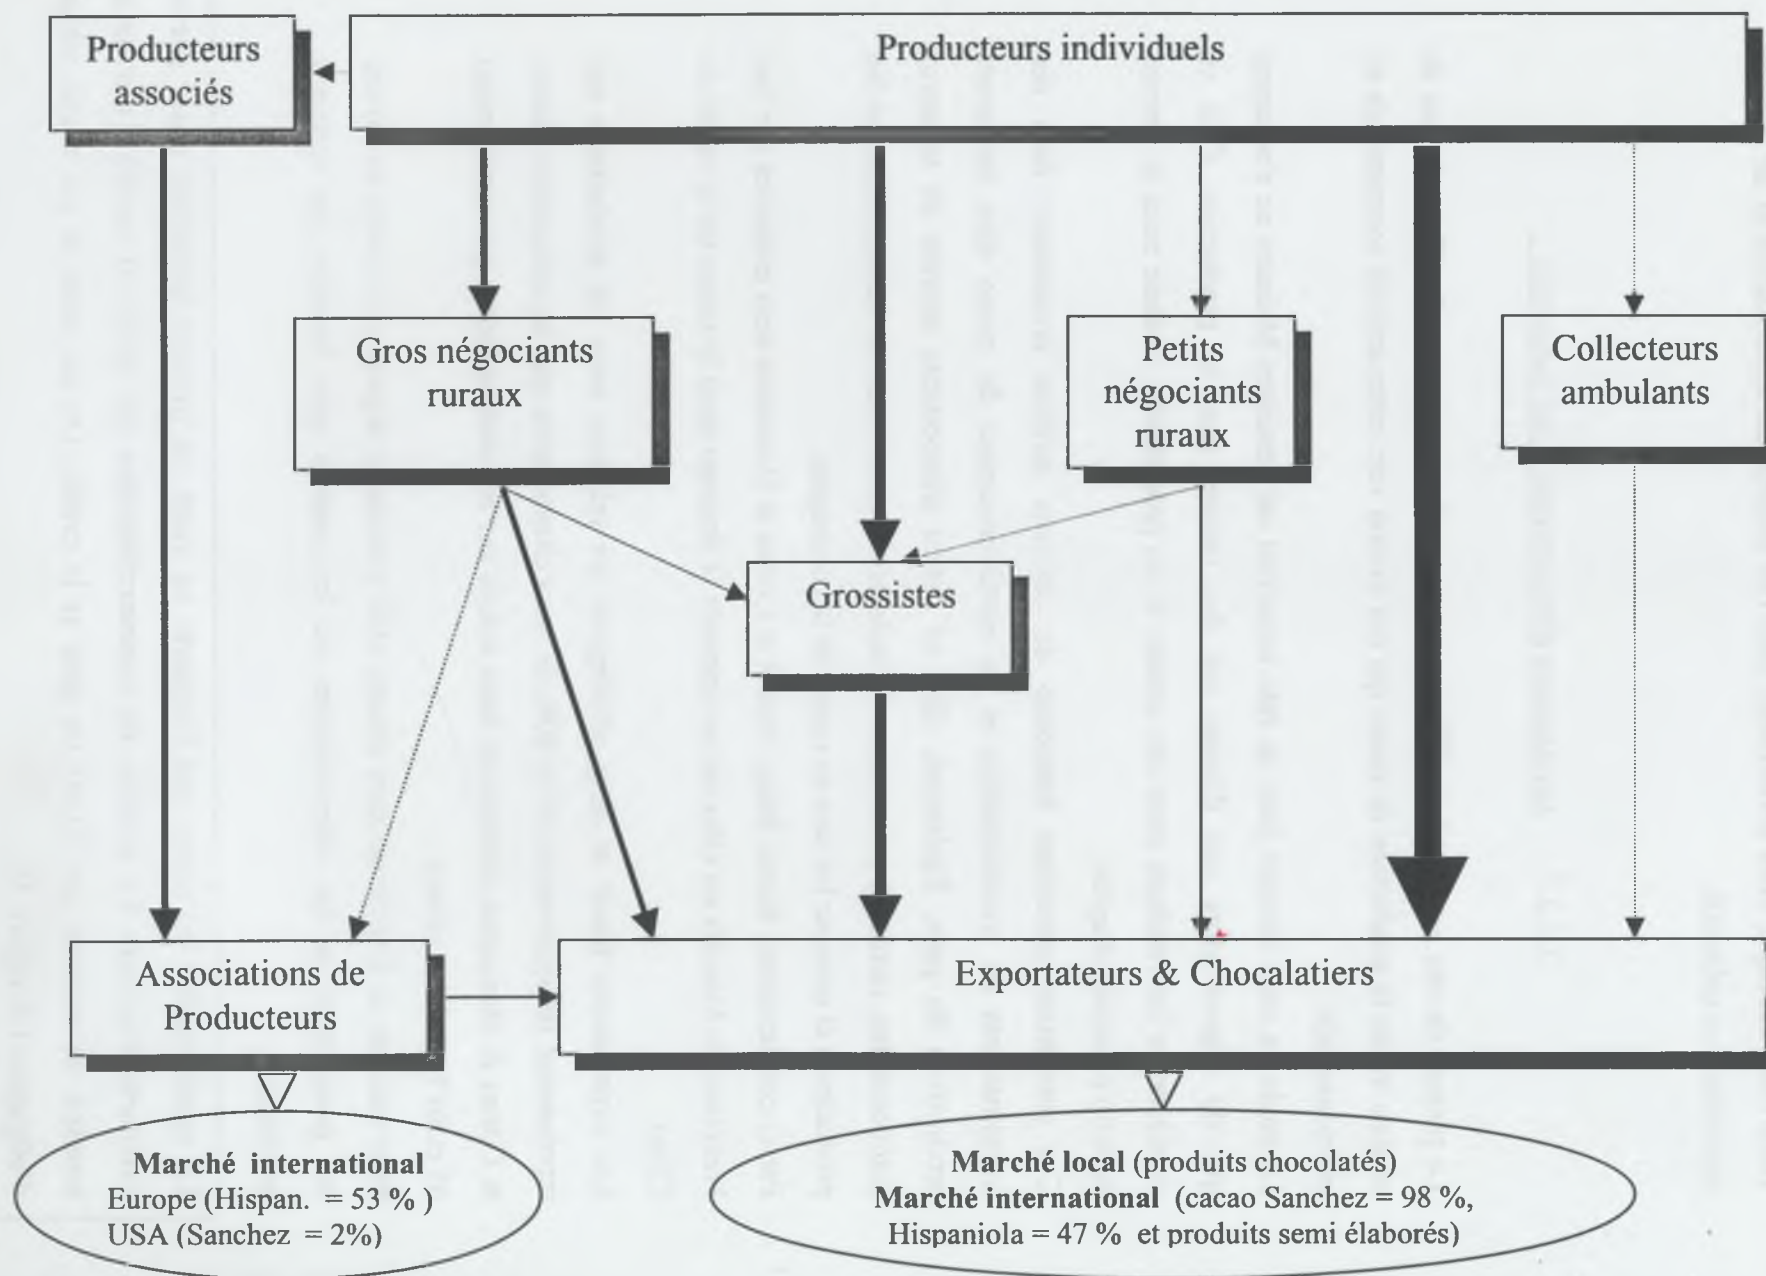 Producteurs
associés
Producteurs individuels
Gros négociants
ruraux
Petits
négociants
ruraux
Collecteurs
ambulants
Grossistes
Associations de
Producteurs
Exportateurs & Chocalatiers
Marché international
Europe (Hispan. = 53 % )
USA (Sanchez = 2%)
Marché local (produits chocolatés)
Marché international (cacao Sanchez = 98 %,
Hispaniola = 47 % et produits semi élaborés)